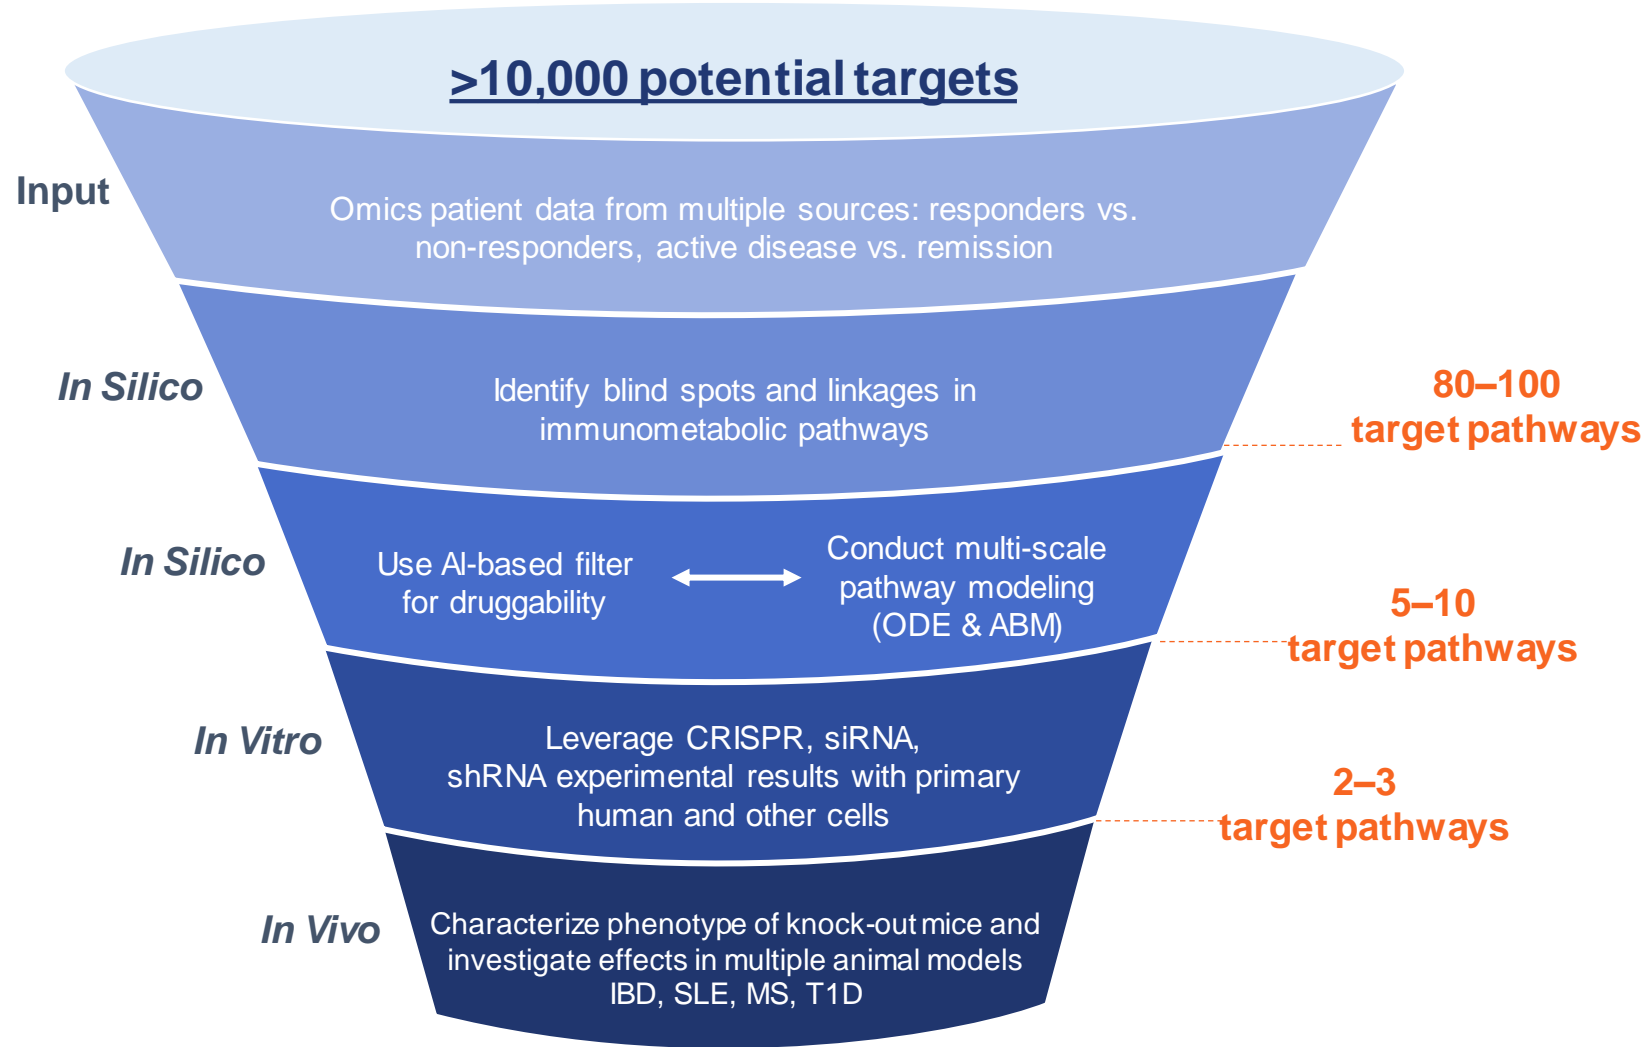 >10,000 potential targets
Input
Omics patient data from multiple sources: responders vs.
non-responders, active disease vs. remission
In Silico
Identify blind spots and linkages in
immunometabolic pathways
80–100
target pathways
In Silico
Use AI-based filter
for druggability
Conduct multi-scale
pathway modeling
(ODE & ABM)
5–10
target pathways
In Vitro
Leverage CRISPR, siRNA,
shRNA experimental results with primary
human and other cells
2–3
target pathways
In Vivo
Characterize phenotype of knock-out mice and
investigate effects in multiple animal models
IBD, SLE, MS, T1D